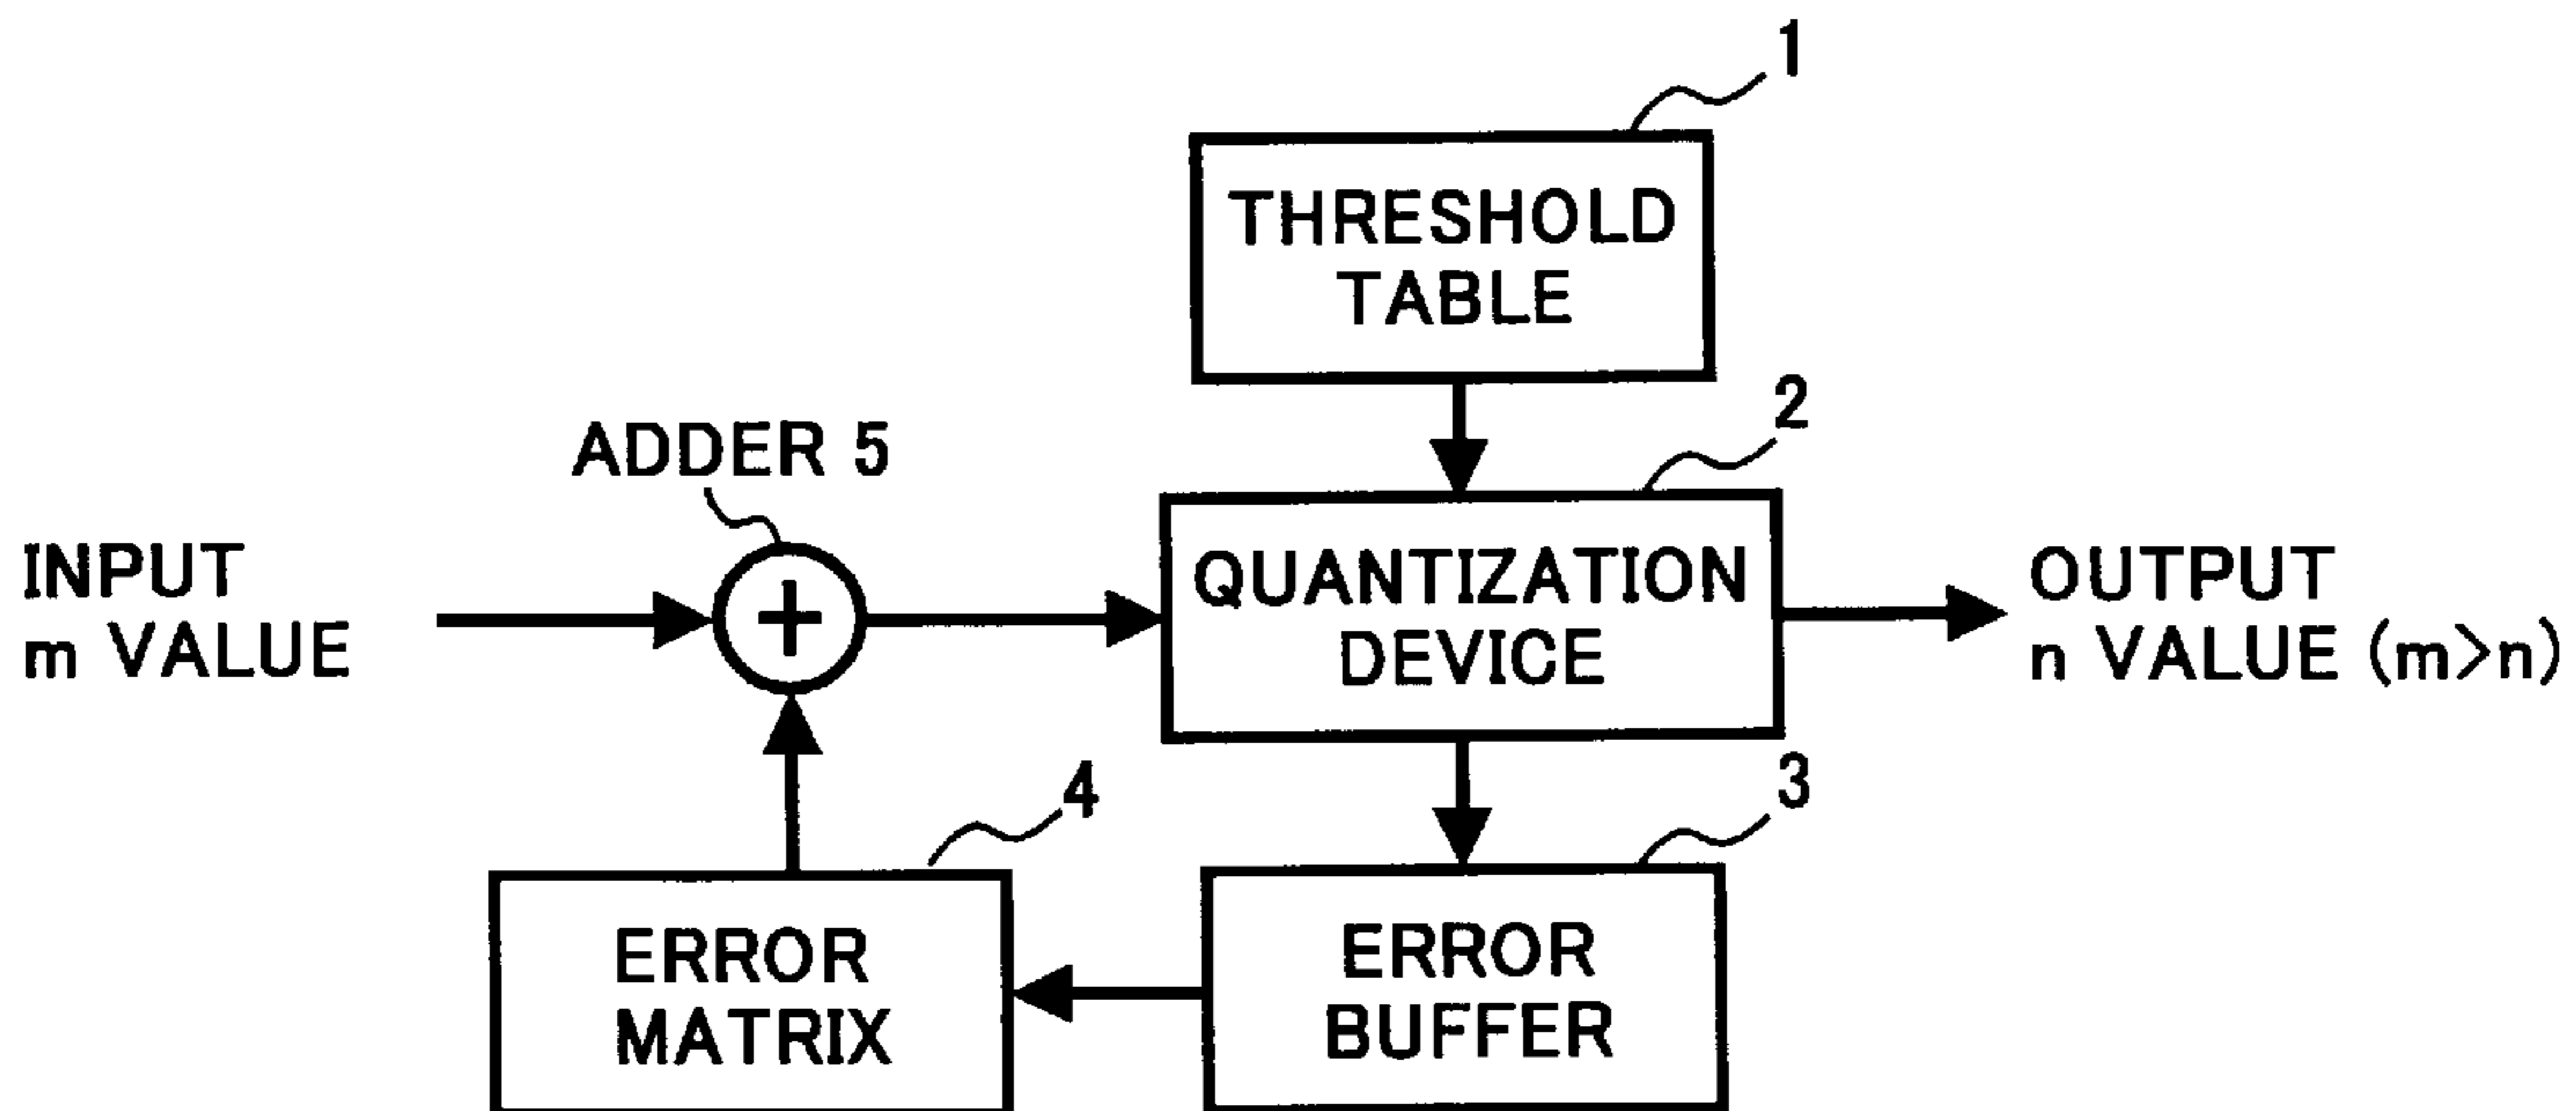 1
THRESHOLD
TABLE
2
ADDER 5
INPUT
m VALUE
QUANTIZATION
DEVICE
OUTPUT
n VALUE (m>n)
4
3
ERROR
MATRIX
ERROR
BUFFER